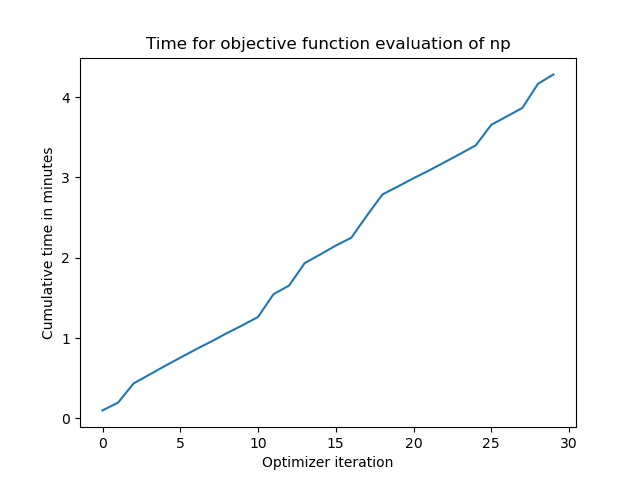 Time for objective function evaluation of np
4
3
2
1
0
Cumulative time in minutes
0 5 10 15 20 25 30
Optimizer iteration